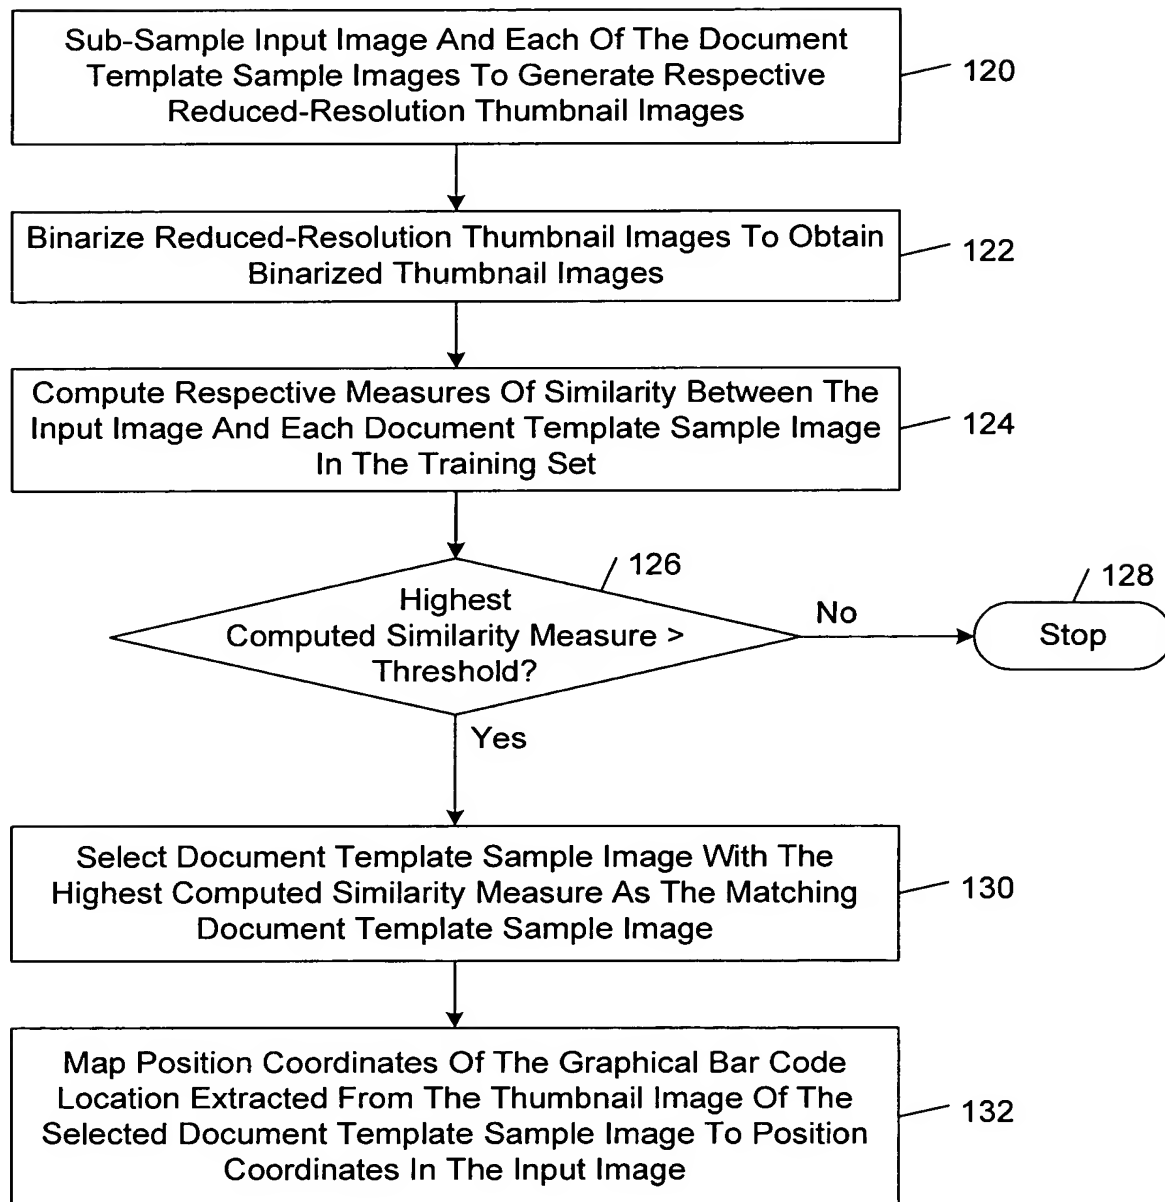 Sub-Sample Input Image And Each Of The Document
Template Sample Images To Generate Respective
Reduced-Resolution Thumbnail Images
120
Binarize Reduced-Resolution Thumbnail Images To Obtain
Binarized Thumbnail Images
122
Compute Respective Measures Of Similarity Between The
Input Image And Each Document Template Sample Image
In The Training Set
124
126
Highest
Computed Similarity Measure >
Threshold?
No
128
Stop
Yes
Select Document Template Sample Image With The
Highest Computed Similarity Measure As The Matching
Document Template Sample Image
130
Map Position Coordinates Of The Graphical Bar Code
Location Extracted From The Thumbnail Image Of The
Selected Document Template Sample Image To Position
Coordinates In The Input Image
132